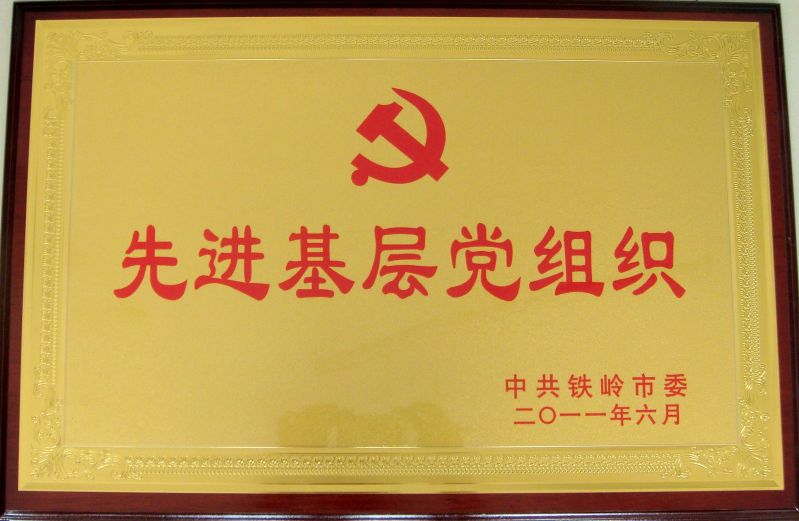 先进基层党组织
中共铁岭市委
二〇一一年六月